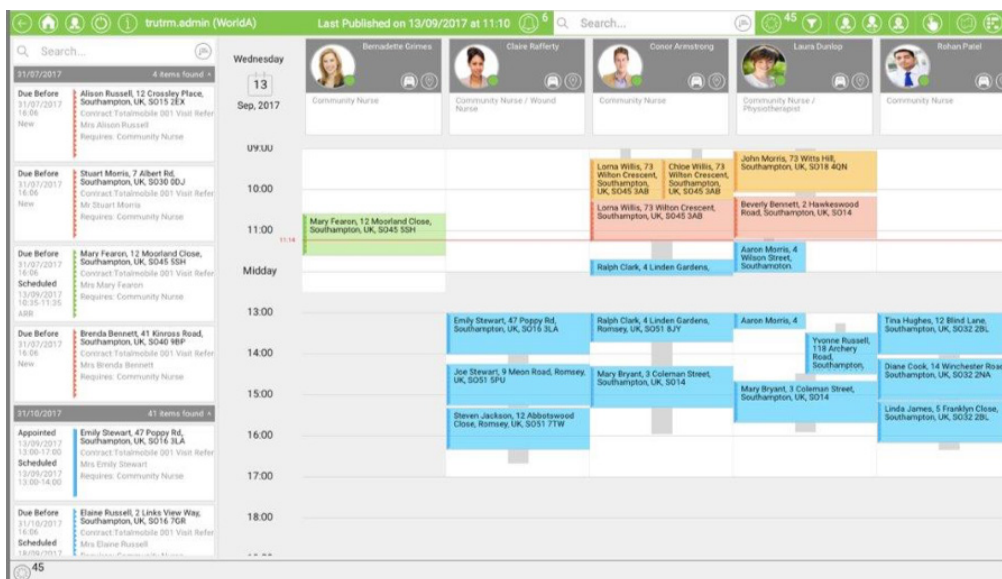 trutrm.admin (WorldA)
Last Published on 13/09/2017 at 11:10
6
Search...
45
Search...
31/07/2017 4 items found
Due Before
31/07/2017
16:06
New
Alison Russell, 12 Crossley Place,
Southampton, UK, SO15 2EX
Contract Totalmobile 001 Visit Refer
Mrs Alison Russell
Requires: Community Nurse
Due Before
31/07/2017
16:06
New
Stuart Morris, 7 Albert Rd,
Southampton, UK, SO30 0DJ
Contract Totalmobile 001 Visit Refer
Mr Stuart Morris
Requires: Community Nurse
Due Before
31/07/2017
16:06
Scheduled
13/09/2017
10:35-11:35
ARR
Mary Fearon, 12 Moorland Close,
Southampton, UK, SO45 5SH
Contract Totalmobile 001 Visit Refer
Mrs Mary Fearon
Requires: Community Nurse
Due Before
31/07/2017
16:06
New
Brenda Bennett, 41 Kinross Road,
Southampton, UK, SO40 9BP
Contract Totalmobile 001 Visit Refer
Mrs Brenda Bennett
Requires: Community Nurse
31/10/2017 41 items found
Appointed
13/09/2017
13:00-17:00
Scheduled
13/09/2017
13:00-14:00
Emily Stewart, 47 Poppy Rd,
Southampton, UK, SO16 3LA
Contract Totalmobile 001 Visit Refer
Mrs Emily Stewart
Requires: Community Nurse
Due Before
31/10/2017
16:06
Scheduled
18/09/2017
Elaine Russell, 2 Links View Way,
Southampton, UK, SO16 7GR
Contract Totalmobile 001 Visit Refer
Mrs Elaine Russell
45
Wednesday
13
Sep, 2017
Bernadette Grimes
Community Nurse
Claire Rafferty
Community Nurse / Wound
Nurse
Conor Armstrong
Community Nurse
Laura Dunlop
Community Nurse /
Physiotherapist
Rohan Patel
Community Nurse
09:00
10:00
11:00
11:14
Midday
13:00
14:00
15:00
16:00
17:00
18:00
Mary Fearon, 12 Moorland Close,
Southampton, UK, SO45 5SH
Emily Stewart, 47 Poppy Rd,
Southampton, UK, SO16 3LA
Joe Stewart, 9 Meon Road, Romsey,
UK, SO51 5PU
Steven Jackson, 12 Abbotswood
Close, Romsey, UK, SO51 7TW
Lorna Willis, 73
Wilton Crescent,
Southampton,
UK, SO45 3AB
Chloe Willis, 73
Wilton Crescent,
Southampton,
UK, SO45 3AB
Lorna Willis, 73 Wilton Crescent,
Southampton, UK, SO45 3AB
Ralph Clark, 4 Linden Gardens,
Ralph Clark, 4 Linden Gardens,
Romsey, UK, SO51 8JY
Mary Bryant, 3 Coleman Street,
Southampton, UK, SO14
John Morris, 73 Witts Hill,
Southampton, UK, SO18 4QN
Beverly Bennett, 2 Hawkeswood
Road, Southampton, UK, SO14
Aaron Morris, 4
Wilson Street,
Southampton,
Aaron Morris, 4
Yvonne Russell,
118 Archery
Road,
Southampton,
Mary Bryant, 3 Coleman Street,
Southampton, UK, SO14
Tina Hughes, 12 Blind Lane,
Southampton, UK, SO32 2BL
Diane Cook, 14 Winchester Road
Southampton, UK, SO32 2NA
Linda James, 5 Franklyn Close,
Southampton, UK, SO32 2BL